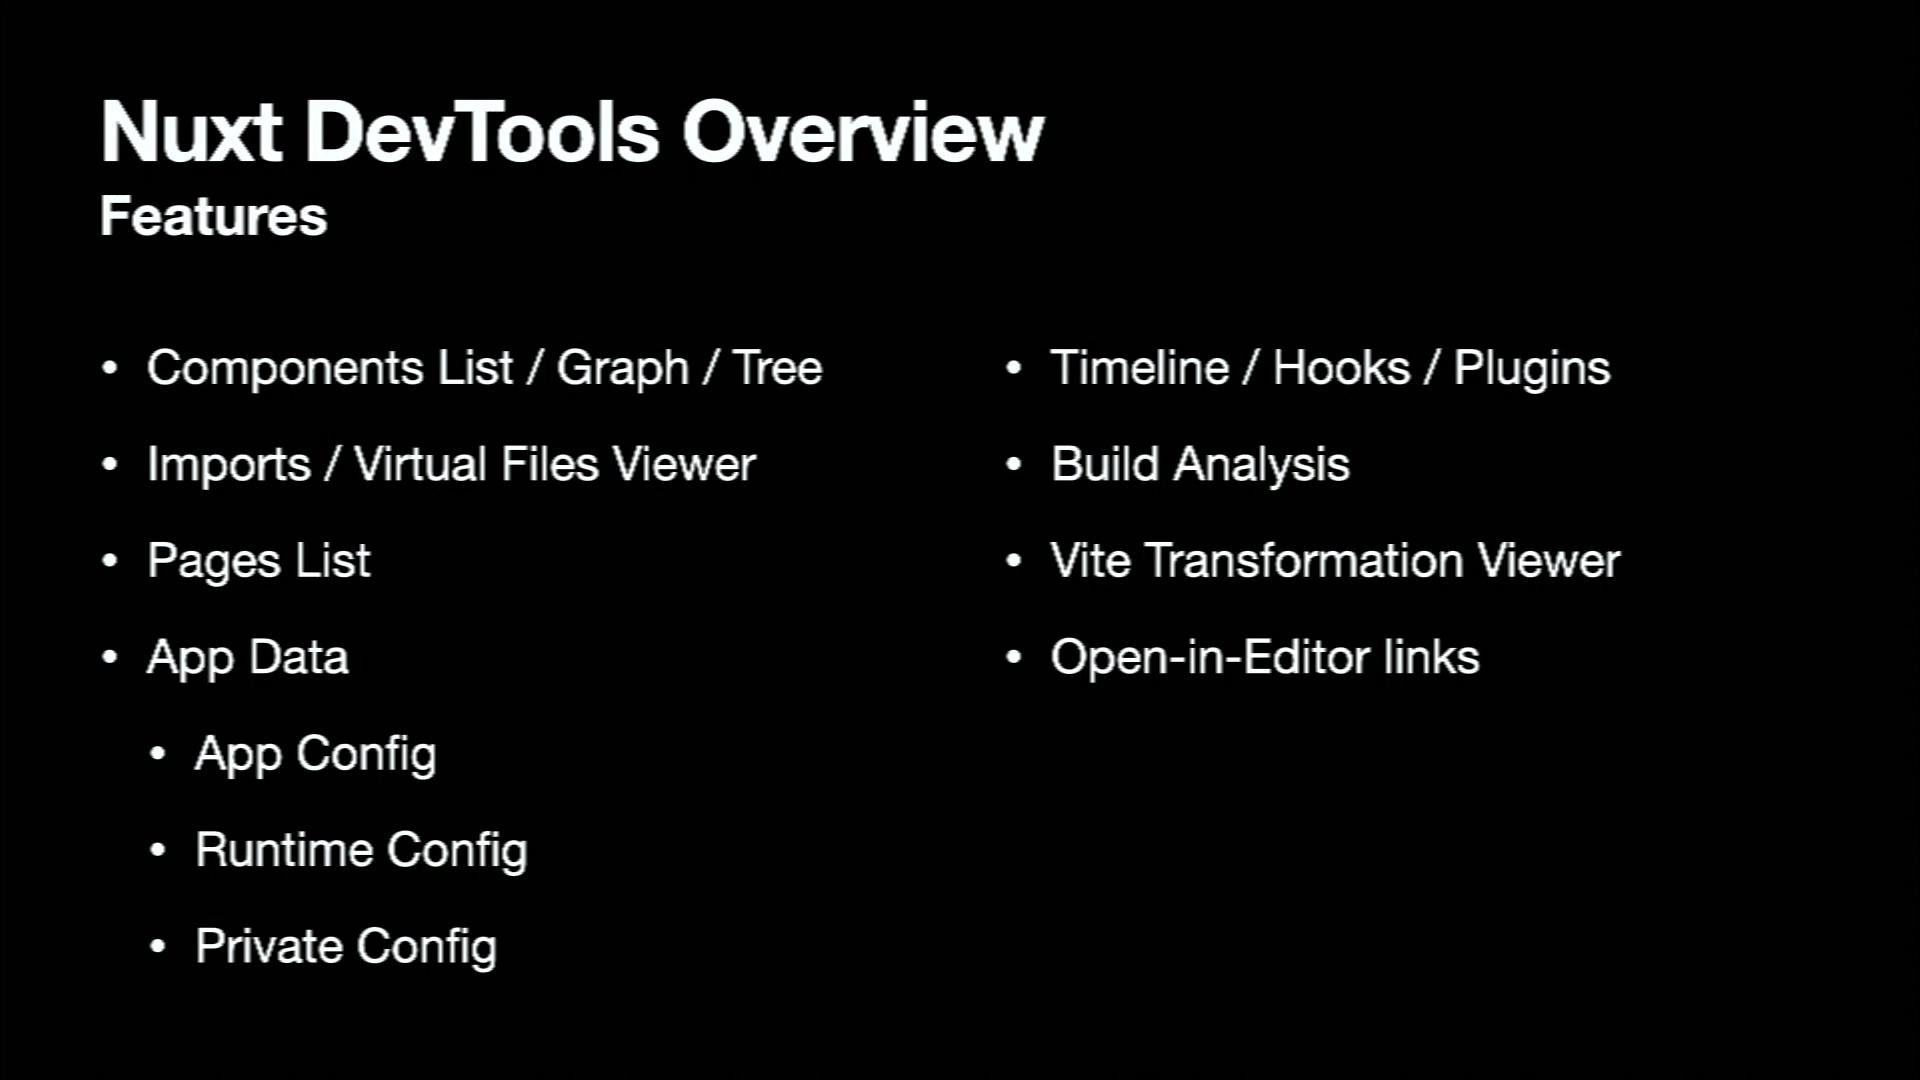 Nuxt DevTools Overview
Features
• Components List / Graph / Tree
• Imports / Virtual Files Viewer
• Pages List
• App Data
• App Config
• Runtime Config
• Private Config
• Timeline / Hooks / Plugins
• Build Analysis
• Vite Transformation Viewer
• Open-in-Editor links